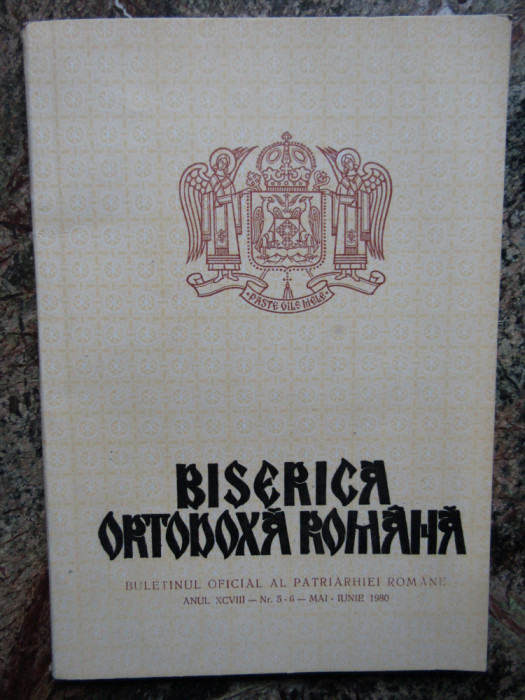 PASTE OILE MELE
BISERICA
ORTODOXĂ ROMÂNĂ
BULETINUL OFICIAL AL PATRIARHIEI ROMÂNE
ANUL XCVIII — Nr. 5-6 — MAI - IUNIE 1980